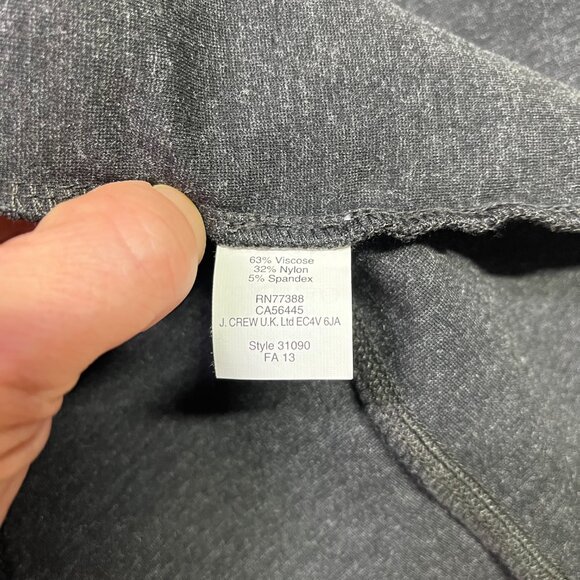 63% Viscose
32% Nylon
5% Spandex
RN77388
CA56445
J. CREW U.K. Ltd EC4V 6JA
Style 31090
FA 13